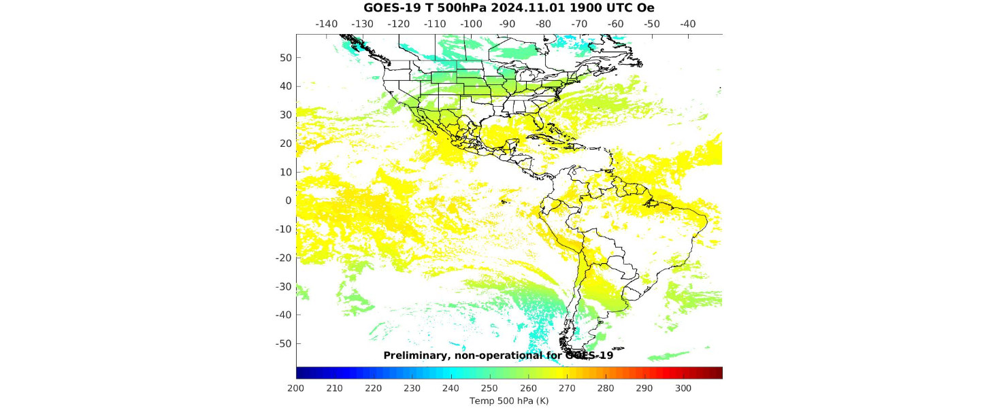 GOES-19 T 500hPa 2024.11.01 1900 UTC Oe
-140 -130 -120 -110 -100 -90 -80 -70 -60 -50 -40
50
40
30
20
10
0
-10
-20
-30
-40
-50
Preliminary, non-operational for GOES-19
200 210 220 230 240 250 260 270 280 290 300
Temp 500 hPa (K)